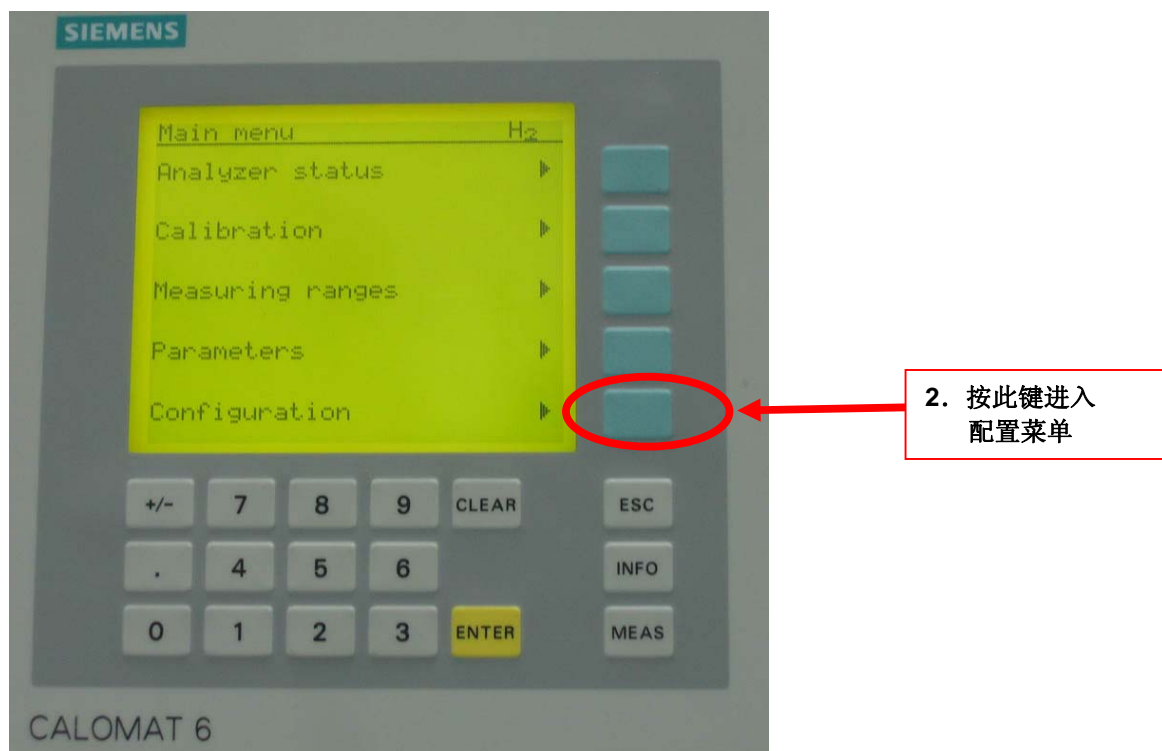 SIEMENS
Main menu H₂
Analyzer status
Calibration
Measuring ranges
Parameters
Configuration
2. 按此键进入
配置菜单
+/- 7 8 9 CLEAR ESC
. 4 5 6 INFO
0 1 2 3 ENTER MEAS
CALOMAT 6